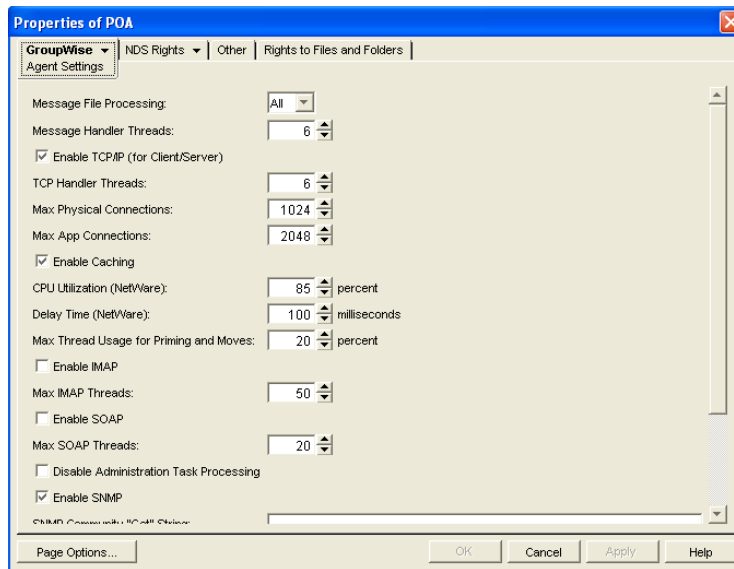 Properties of POA
GroupWise NDS Rights Other Rights to Files and Folders
Agent Settings
Message File Processing: All
Message Handler Threads: 6
Enable TCP/IP (for Client/Server)
TCP Handler Threads: 6
Max Physical Connections: 1024
Max App Connections: 2048
Enable Caching
CPU Utilization (NetWare): 85 percent
Delay Time (NetWare): 100 milliseconds
Max Thread Usage for Priming and Moves: 20 percent
Enable IMAP
Max IMAP Threads: 50
Enable SOAP
Max SOAP Threads: 20
Disable Administration Task Processing
Enable SNMP
SNMP Community "Get" String:
Page Options... OK Cancel Apply Help